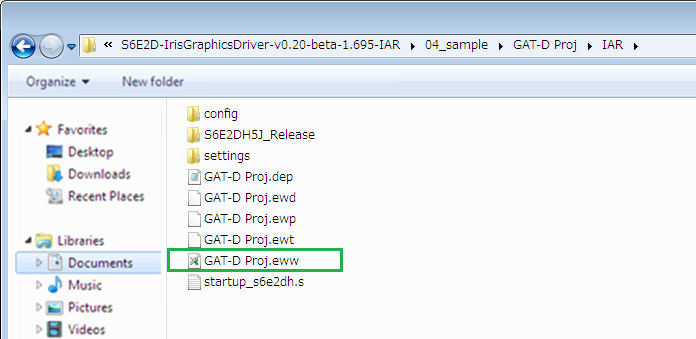 S6E2D-IrisGraphicsDriver-v0.20-beta-1.695-IAR 04_sample GAT-D Proj IAR
Organize New folder
Favorites
Desktop
Downloads
Recent Places
Libraries
Documents
Music
Pictures
Videos
config
S6E2DH5J_Release
settings
GAT-D Proj.dep
GAT-D Proj.ewd
GAT-D Proj.ewp
GAT-D Proj.ewt
GAT-D Proj.eww
startup_s6e2dh.s